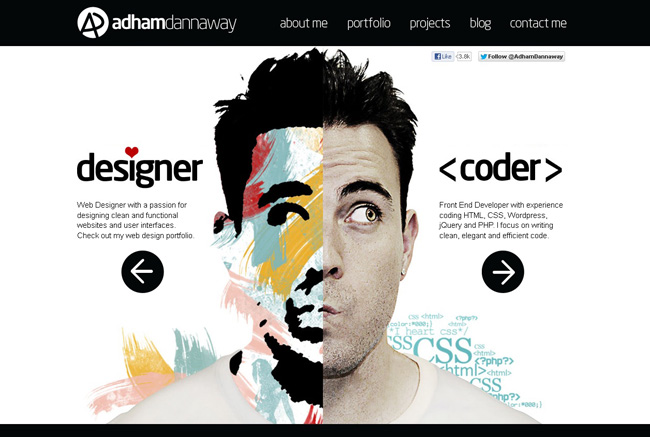 adhamdannaway
about me
portfolio
projects
blog
contact me
Like
3.8k
Follow @AdhamDannaway
designer
Web Designer with a passion for
designing clean and functional
websites and user interfaces.
Check out my web design portfolio.
<coder>
Front End Developer with experience
coding HTML, CSS, Wordpress,
jQuery and PHP. I focus on writing
clean, elegant and efficient code.
css <html>
<?php?>
color:#000;}
"I heart css*/
CSS
CSS
css
<html>
<?php?>
html>